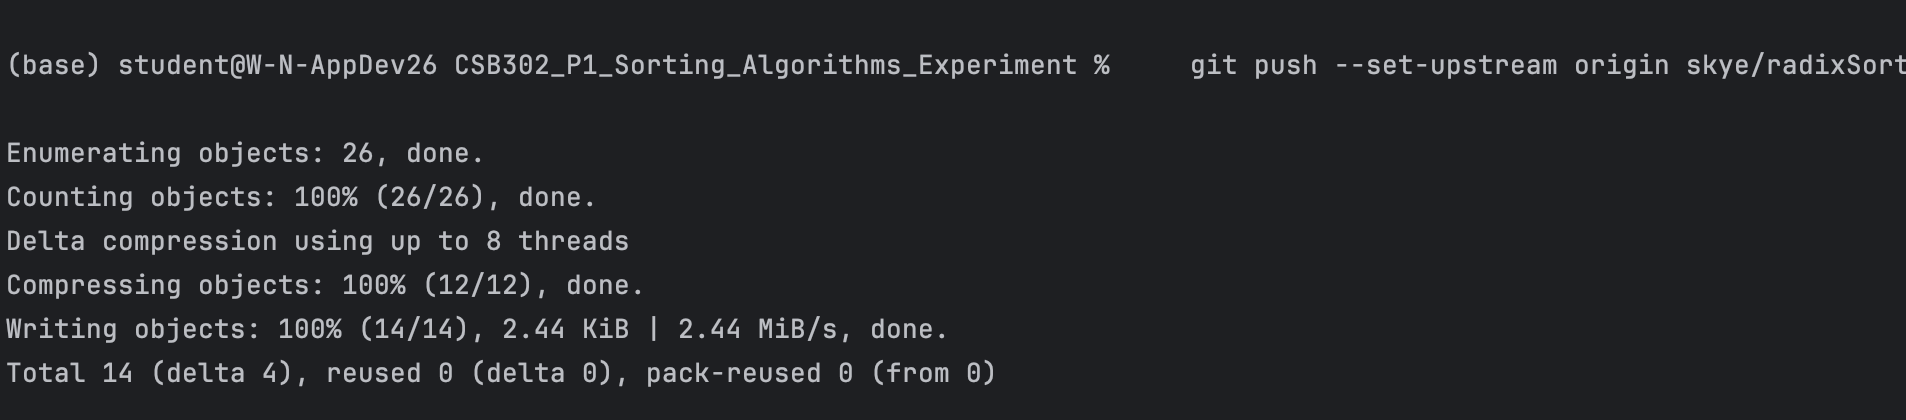 (base) student@W-N-AppDev26 CSB302_P1_Sorting_Algorithms_Experiment %     git push --set-upstream origin skye/radixSort
Enumerating objects: 26, done.
Counting objects: 100% (26/26), done.
Delta compression using up to 8 threads
Compressing objects: 100% (12/12), done.
Writing objects: 100% (14/14), 2.44 KiB | 2.44 MiB/s, done.
Total 14 (delta 4), reused 0 (delta 0), pack-reused 0 (from 0)